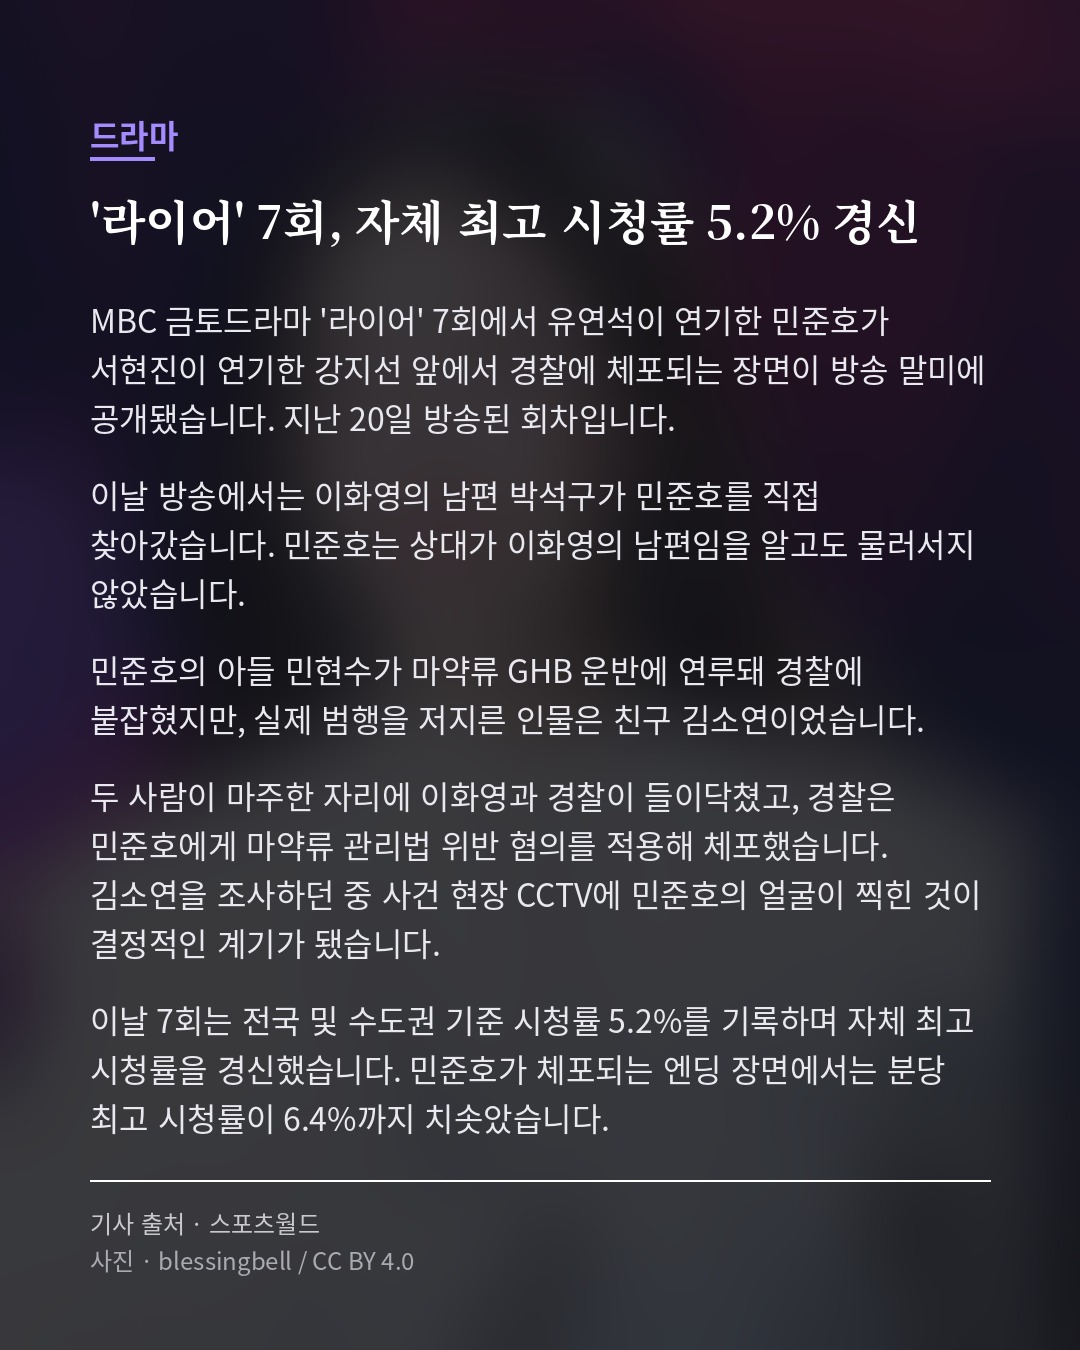 드라마
'라이어' 7회, 자체 최고 시청률 5.2% 경신
MBC 금토드라마 '라이어' 7회에서 유연석이 연기한 민준호가
서현진이 연기한 강지선 앞에서 경찰에 체포되는 장면이 방송 말미에
공개됐습니다. 지난 20일 방송된 회차입니다.
이날 방송에서는 이화영의 남편 박석구가 민준호를 직접
찾아갔습니다. 민준호는 상대가 이화영의 남편임을 알고도 물러서지
않았습니다.
민준호의 아들 민현수가 마약류 GHB 운반에 연루돼 경찰에
붙잡혔지만, 실제 범행을 저지른 인물은 친구 김소연이었습니다.
두 사람이 마주한 자리에 이화영과 경찰이 들이닥쳤고, 경찰은
민준호에게 마약류 관리법 위반 혐의를 적용해 체포했습니다.
김소연을 조사하던 중 사건 현장 CCTV에 민준호의 얼굴이 찍힌 것이
결정적인 계기가 됐습니다.
이날 7회는 전국 및 수도권 기준 시청률 5.2%를 기록하며 자체 최고
시청률을 경신했습니다. 민준호가 체포되는 엔딩 장면에서는 분당
최고 시청률이 6.4%까지 치솟았습니다.
기사 출처 · 스포츠월드
사진 · blessingbell / CC BY 4.0